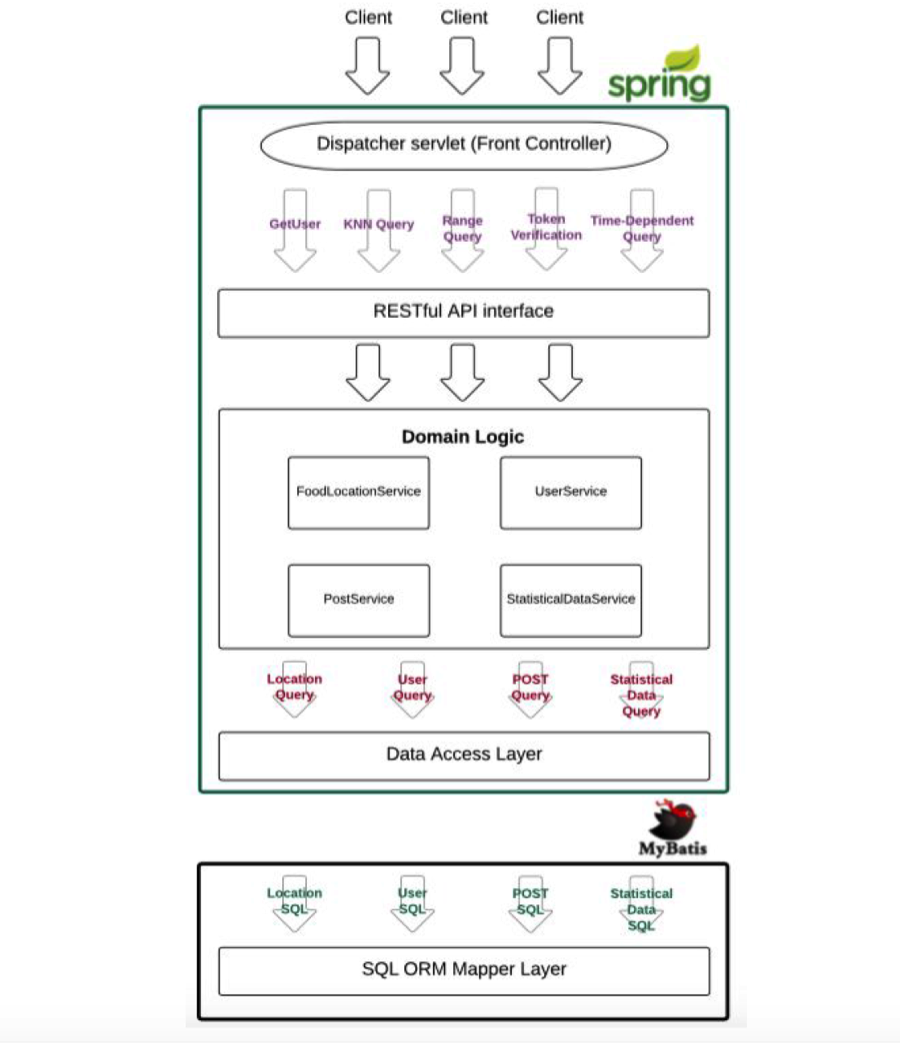 Client Client Client
spring
Dispatcher servlet (Front Controller)
GetUser KNN Query Range Token Time-Dependent
Query Verification Query
RESTful API interface
Domain Logic
FoodLocationService UserService
PostService StatisticalDataService
Location User POST Statistical
Query Query Query Data
Query
Data Access Layer
MyBatis
Location User POST Statistical
SQL SQL SQL Data
SQL
SQL ORM Mapper Layer